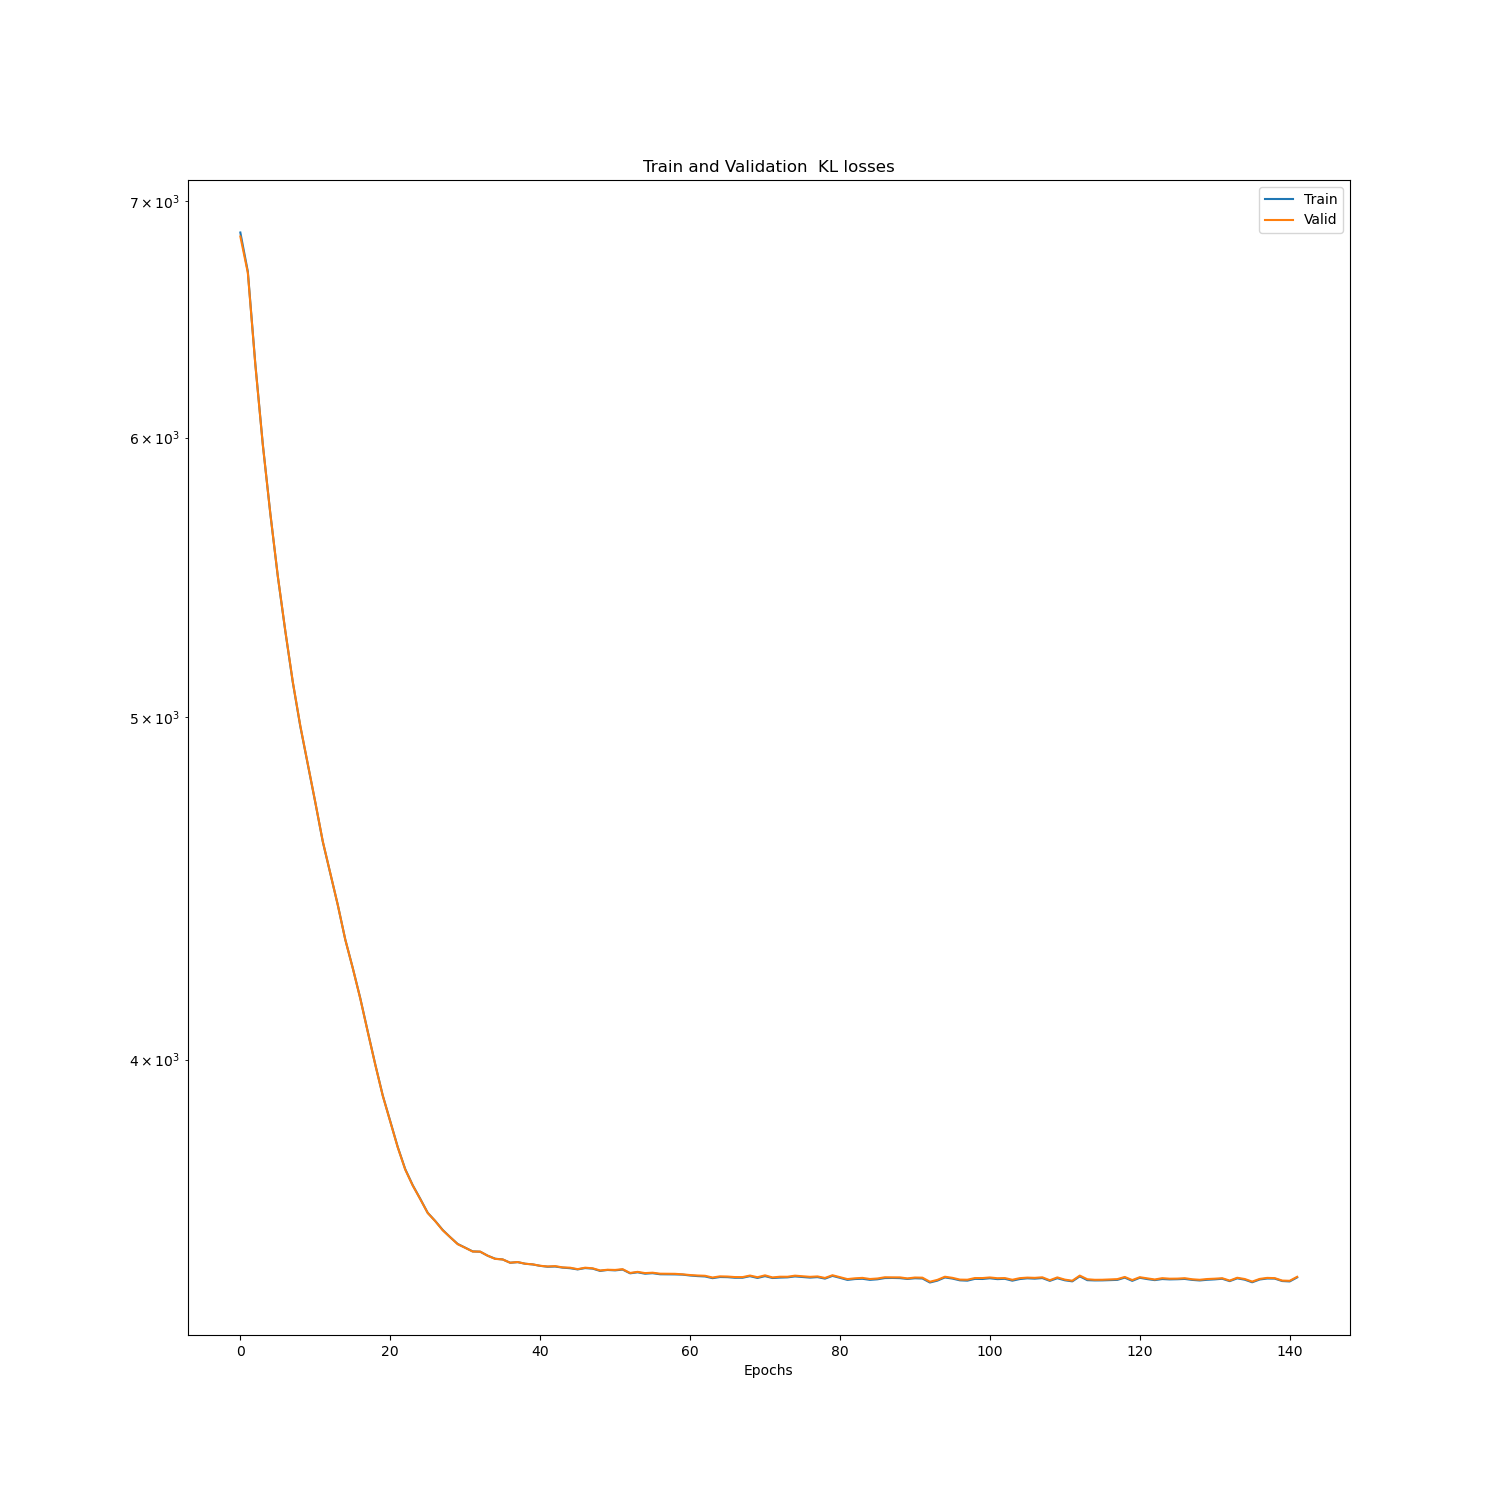 Train and Validation  KL losses
Train
Valid
7 × 10³
6 × 10³
5 × 10³
4 × 10³
0 20 40 60 80 100 120 140
Epochs